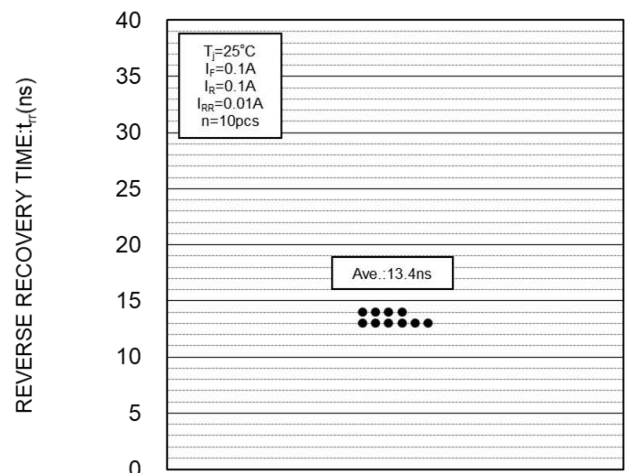 REVERSE RECOVERY TIME:trr(ns)
40
35
30
25
20
15
10
5
0
Tj=25°C
IF=0.1A
IR=0.1A
IRR=0.01A
n=10pcs
Ave.:13.4ns